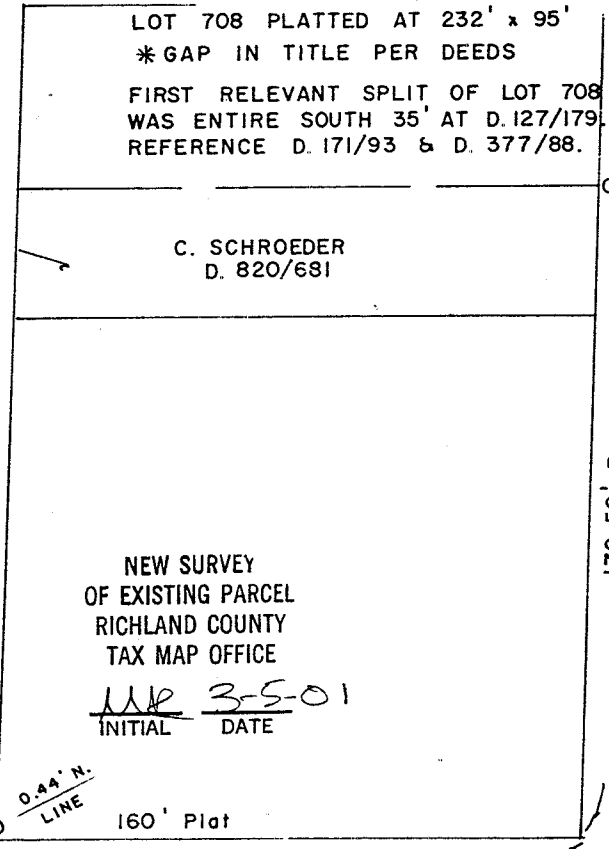 LOT 708 PLATTED AT 232' x 95'
* GAP IN TITLE PER DEEDS
FIRST RELEVANT SPLIT OF LOT 708
WAS ENTIRE SOUTH 35' AT D. 127/179.
REFERENCE D. 171/93 & D. 377/88.
C. SCHROEDER
D. 820/681
NEW SURVEY
OF EXISTING PARCEL
RICHLAND COUNTY
TAX MAP OFFICE
3-5-01
INITIAL DATE
0.44' N.
LINE
160' Plat